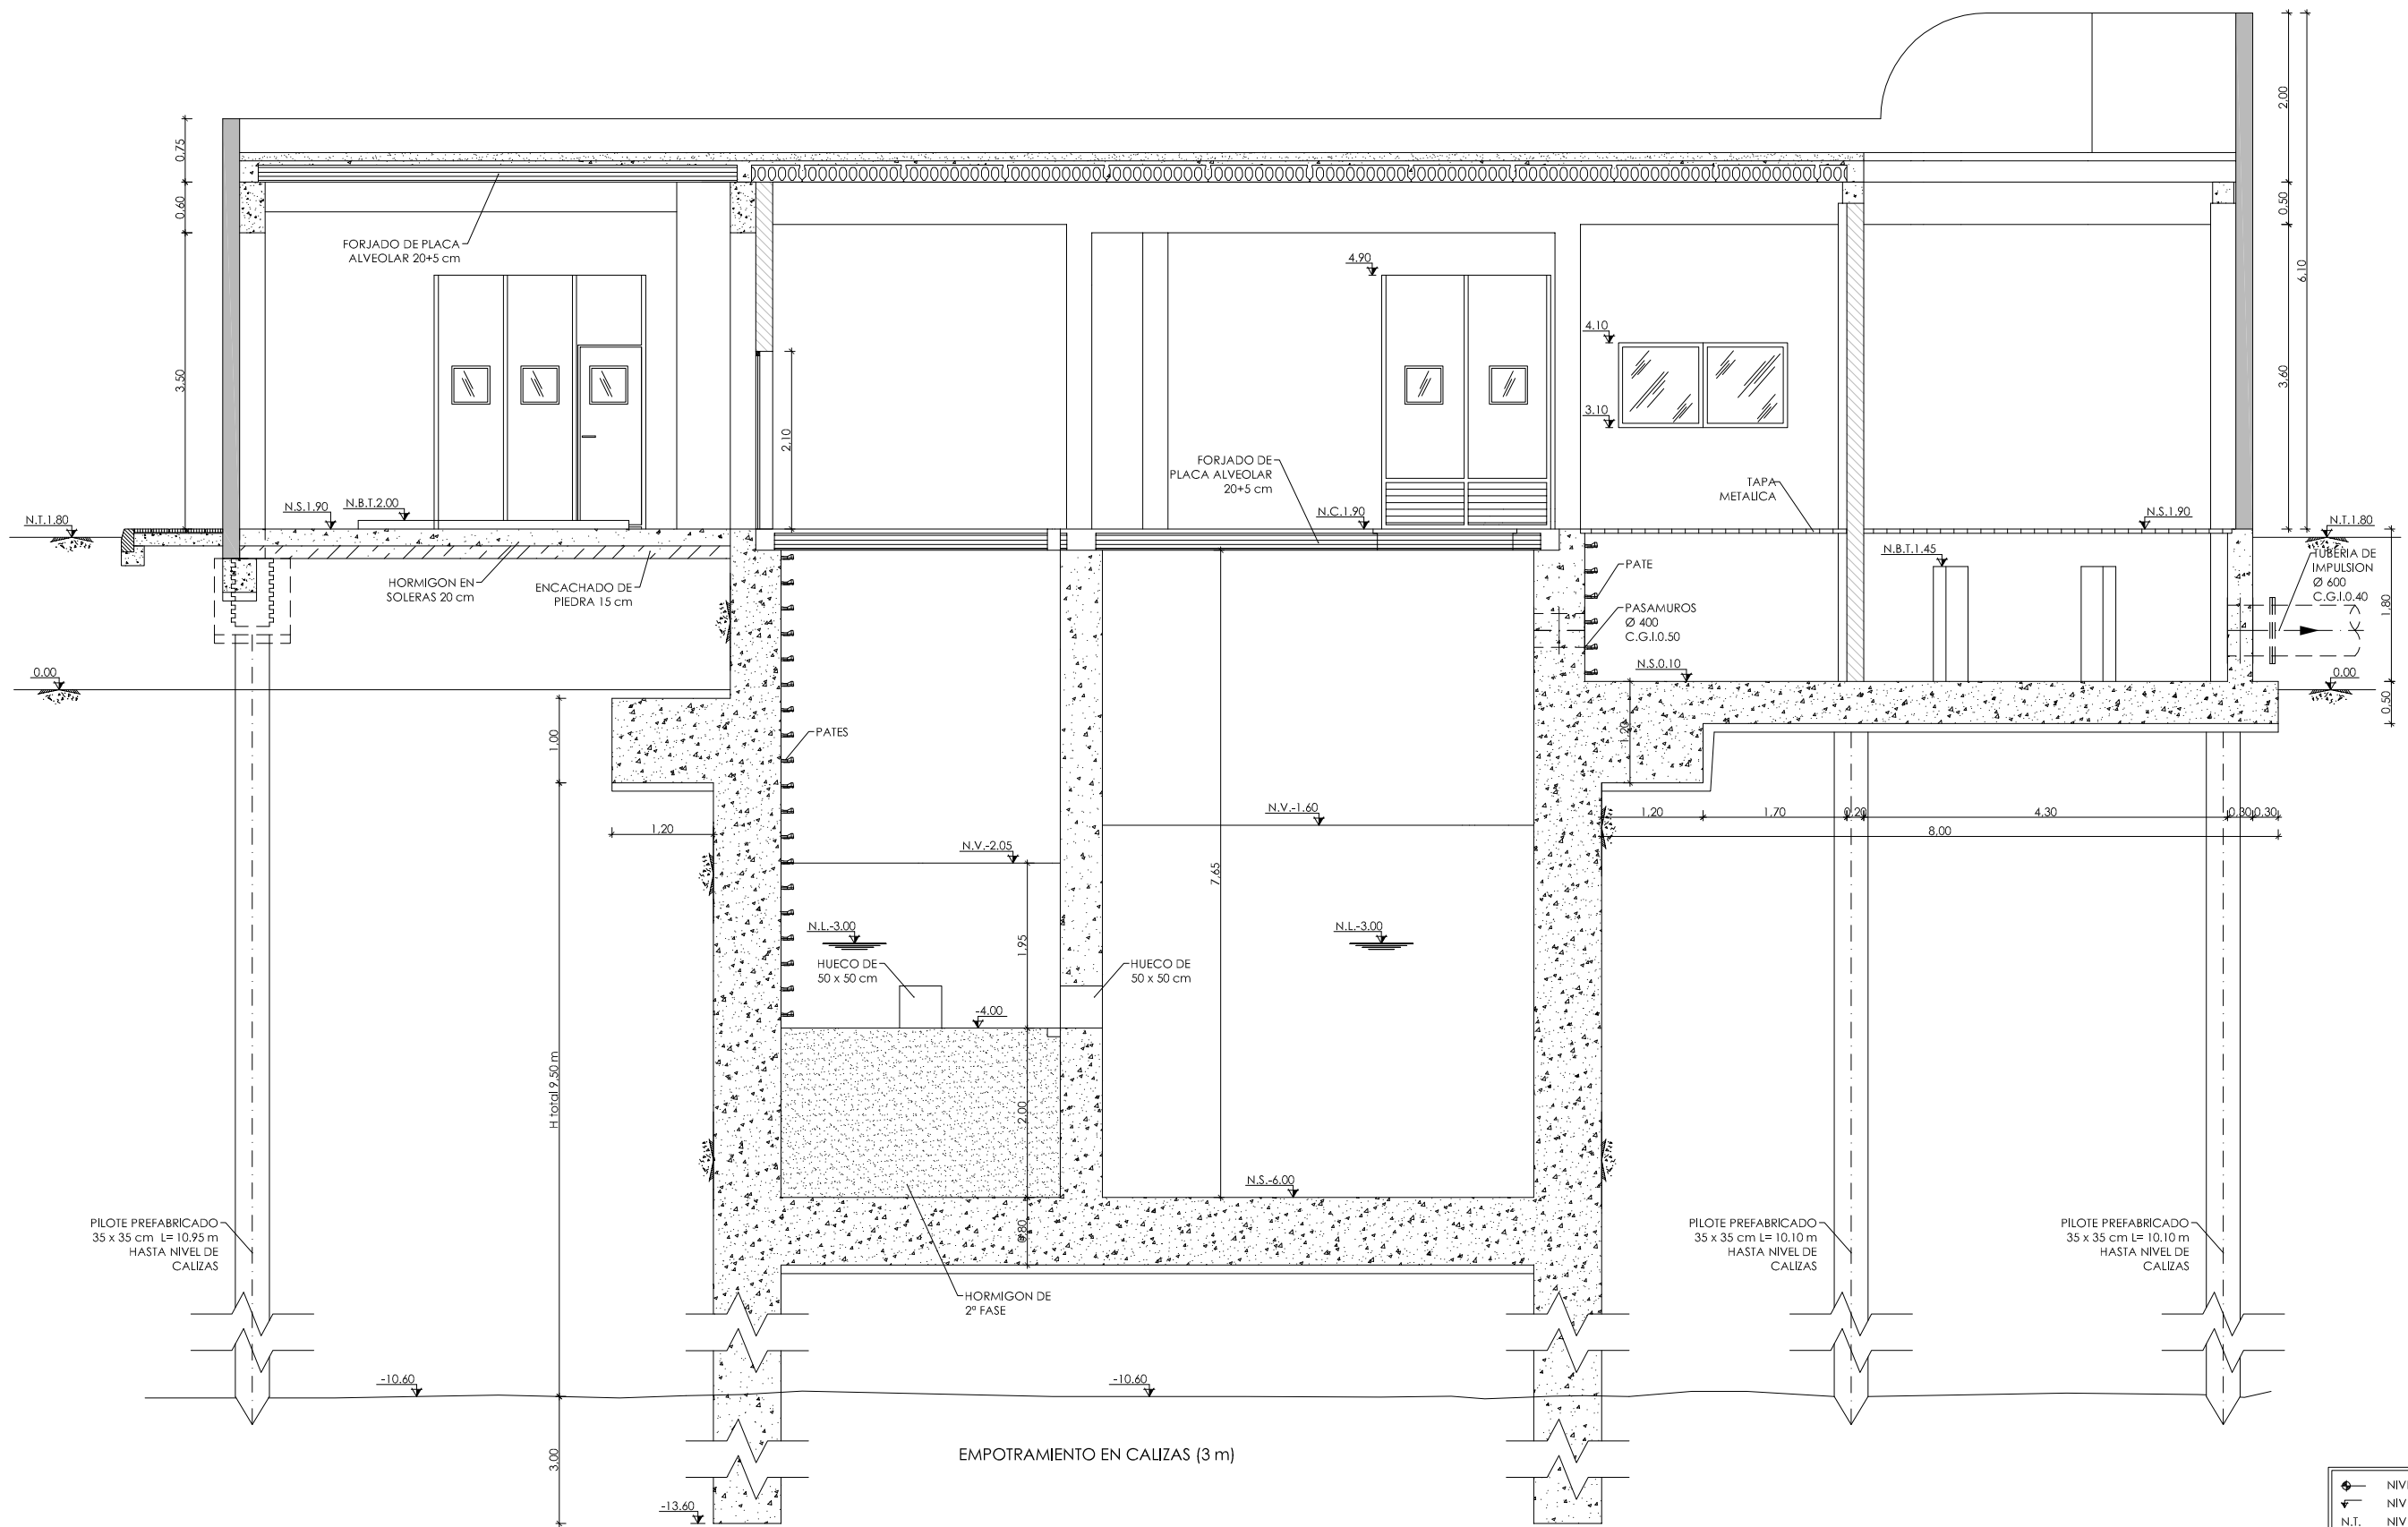 2.00
0.75
0.60
0.50
6.10
FORJADO DE PLACA
ALVEOLAR 20+5 cm
4.90
4.10
3.50
3.60
3.10
2.10
FORJADO DE
PLACA ALVEOLAR
20+5 cm
TAPA
METALICA
N.S.1.90
N.B.T.2.00
N.C.1.90
N.S.1.90
N.T.1.80
N.T.1.80
HORMIGON EN
SOLERAS 20 cm
ENCACHADO DE
PIEDRA 15 cm
PATE
N.B.T.1.45
TUBERIA DE
IMPULSION
Ø 600
C.G.I.0.40
1.80
PASAMUROS
Ø 400
C.G.I.0.50
0.00
N.S.0.10
0.00
0.50
1.00
PATES
1.20
N.V.-1.60
1.20
1.20
1.70
0.20
4.30
0.30
0.30
8.00
N.V.-2.05
7.65
N.L.-3.00
1.95
N.L.-3.00
HUECO DE
50 x 50 cm
HUECO DE
50 x 50 cm
-4.00
H total 9.50 m
2.00
N.S.-6.00
0.80
PILOTE PREFABRICADO
35 x 35 cm L= 10.95 m
HASTA NIVEL DE
CALIZAS
PILOTE PREFABRICADO
35 x 35 cm L= 10.10 m
HASTA NIVEL DE
CALIZAS
PILOTE PREFABRICADO
35 x 35 cm L= 10.10 m
HASTA NIVEL DE
CALIZAS
HORMIGON DE
2ª FASE
-10.60
-10.60
3.00
EMPOTRAMIENTO EN CALIZAS (3 m)
-13.60
NIV
NIV
N.T. NIV